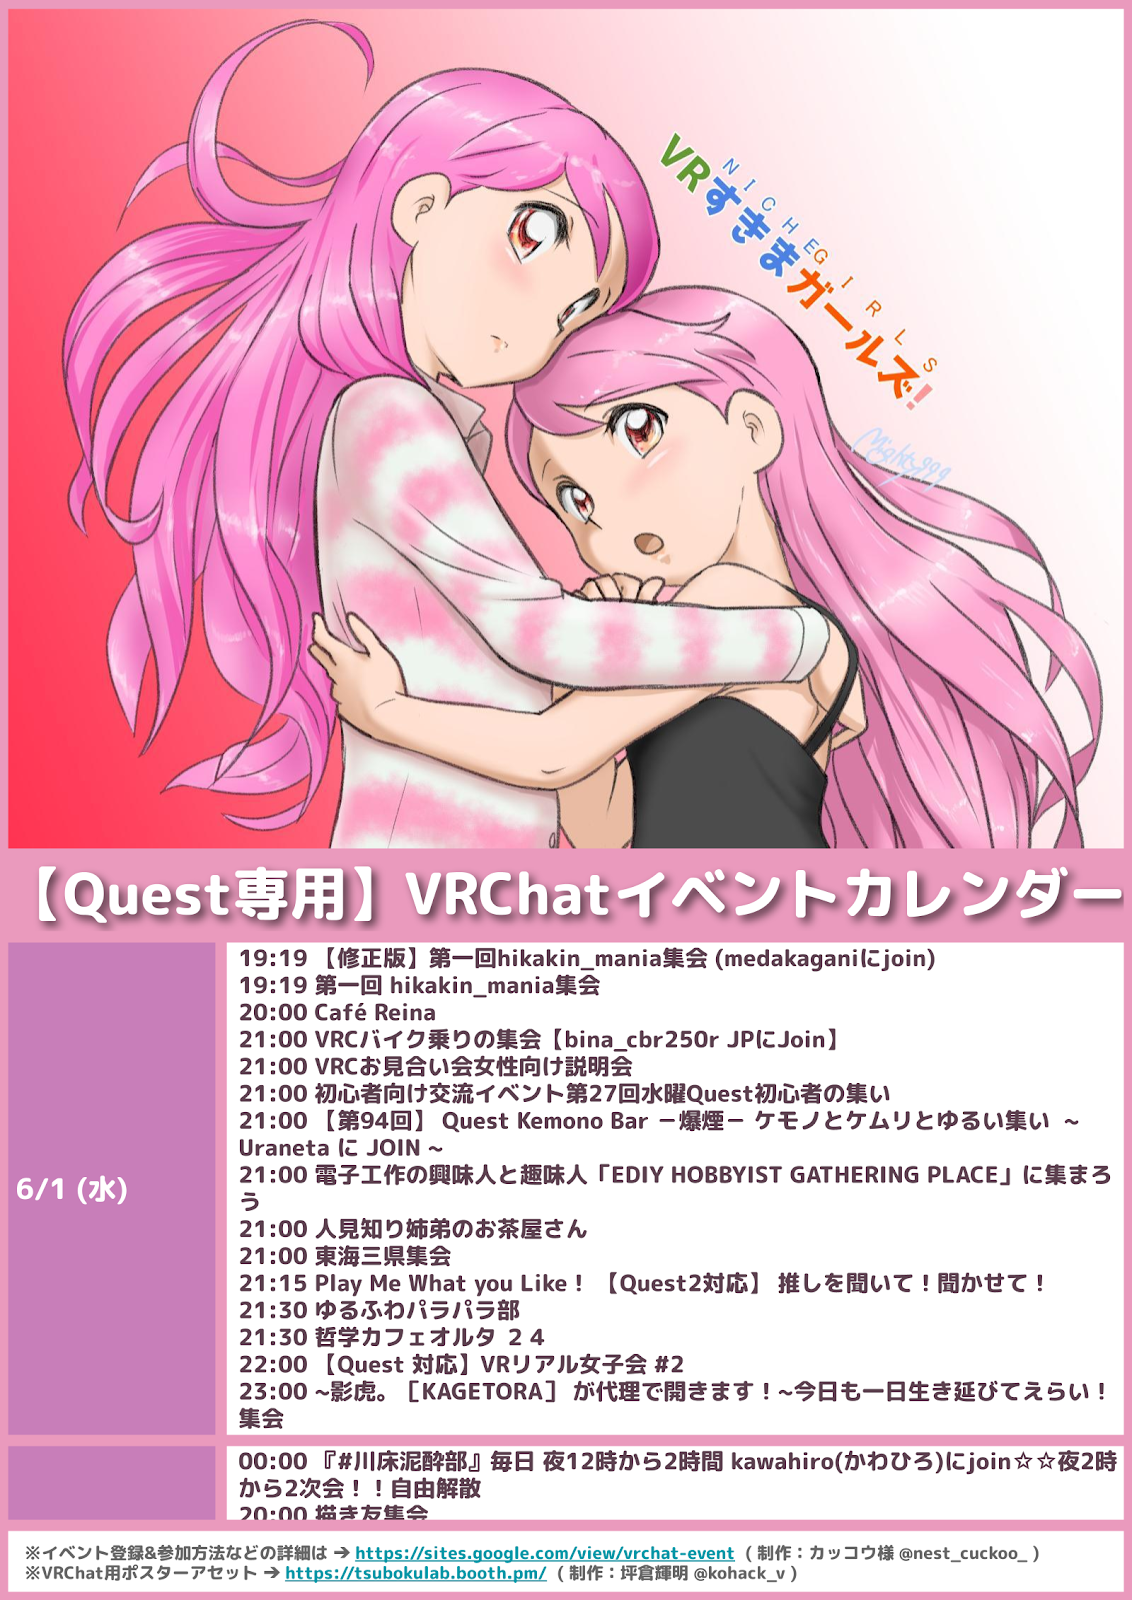 NICHE GIRLS
VRすきまガールズ!
Mighty999
【Quest専用】VRChatイベントカレンダー
6/1 (水)
19:19 【修正版】第一回hikakin_mania集会 (medakaganiにjoin)
19:19 第一回 hikakin_mania集会
20:00 Café Reina
21:00 VRCバイク乗りの集会【bina_cbr250r JPにJoin】
21:00 VRCお見合い会女性向け説明会
21:00 初心者向け交流イベント第27回水曜Quest初心者の集い
21:00 【第94回】 Quest Kemono Bar －爆煙－ ケモノとケムリとゆるい集い ~
Uraneta に JOIN ~
21:00 電子工作の興味人と趣味人「EDIY HOBBYIST GATHERING PLACE」に集まろ
う
21:00 人見知り姉弟のお茶屋さん
21:00 東海三県集会
21:15 Play Me What you Like！ 【Quest2対応】 推しを聞いて！聞かせて！
21:30 ゆるふわパラパラ部
21:30 哲学カフェオルタ ２４
22:00 【Quest 対応】VRリアル女子会 #2
23:00 ~影虎。［KAGETORA］ が代理で開きます！~今日も一日生き延びてえらい！
集会
00:00 『#川床泥酔部』毎日 夜12時から2時間 kawahiro(かわひろ)にjoin☆☆夜2時
から2次会！！自由解散
20:00 描き友集会
※イベント登録&参加方法などの詳細は → https://sites.google.com/view/vrchat-event （ 制作：カッコウ様 @nest_cuckoo_ ）
※VRChat用ポスターアセット → https://tsubokulab.booth.pm/ （ 制作：坪倉輝明 @kohack_v ）